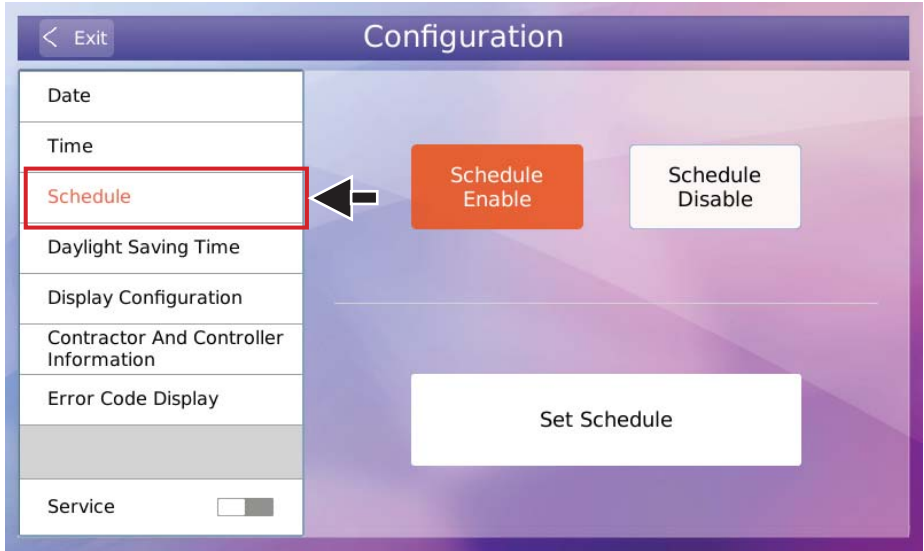 Exit
Configuration
Date
Time
Schedule
Daylight Saving Time
Display Configuration
Contractor And Controller
Information
Error Code Display
Service
Schedule
Enable
Schedule
Disable
Set Schedule